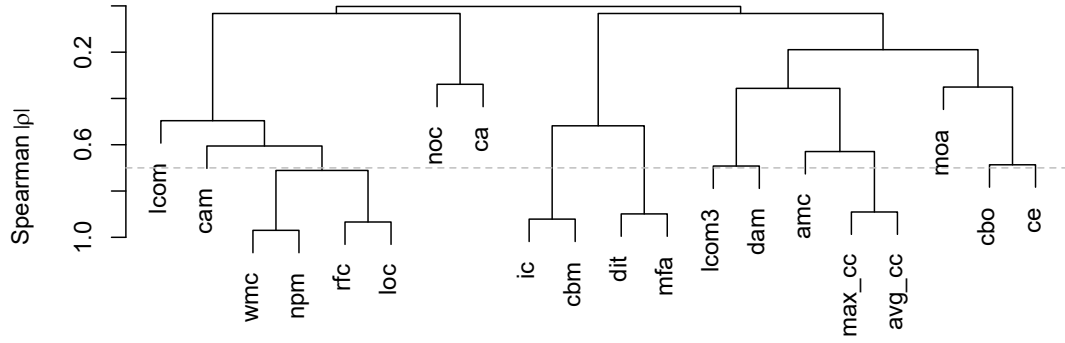 Spearman |ρ|
0.2
0.6
1.0
lcom
cam
wmc
npm
rfc
loc
noc
ca
ic
cbm
dit
mfa
lcom3
dam
amc
max_cc
avg_cc
moa
cbo
ce